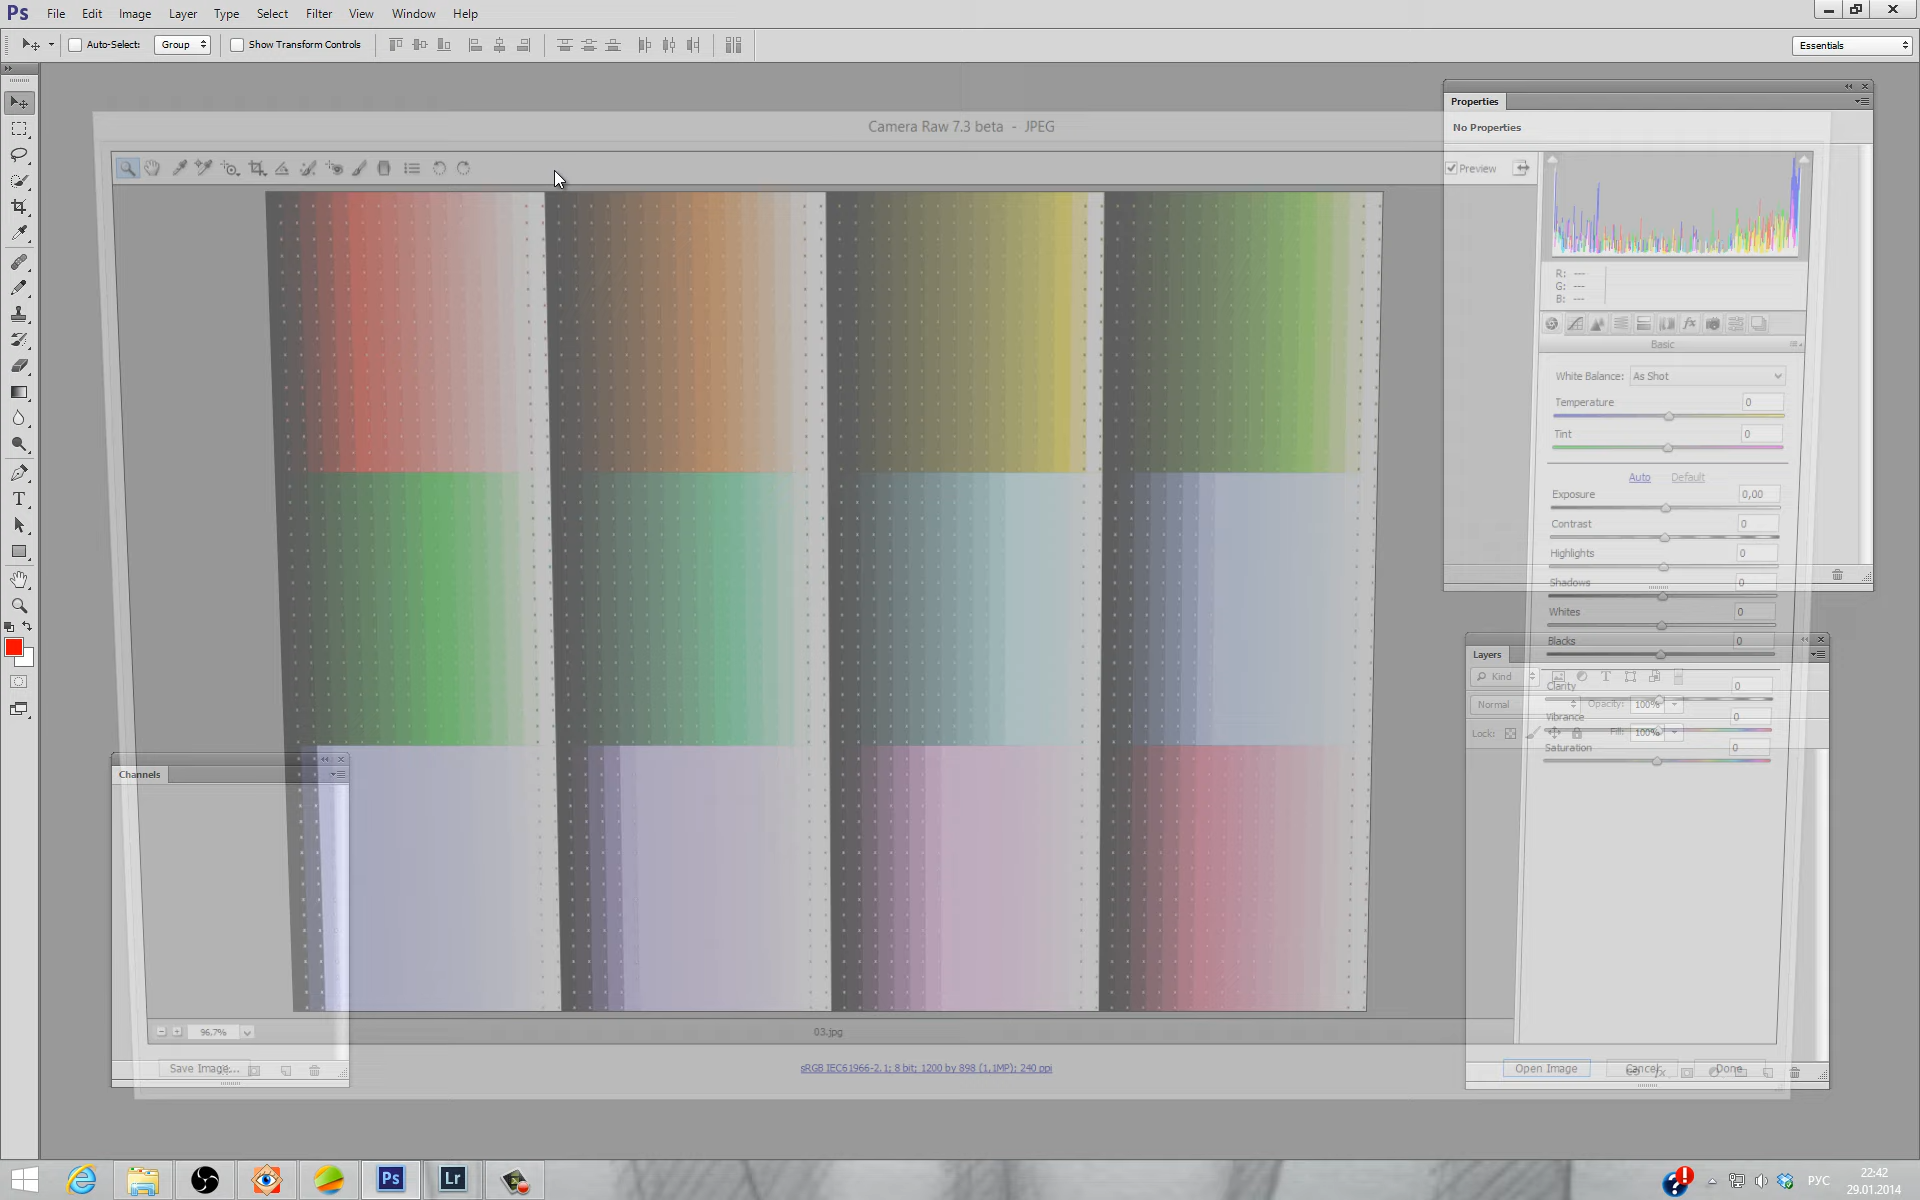 Ps File Edit Image Layer Type Select Filter View Window Help
Auto-Select: Group Show Transform Controls Essentials
Properties
No Properties
Camera Raw 7.3 beta - JPEG
Preview
R: ---
G: ---
B: ---
fx
Basic
White Balance: As Shot
Temperature 0
Tint 0
Auto Default
Exposure 0,00
Contrast 0
Highlights 0
Shadows 0
Whites 0
Blacks 0
Layers
Kind
Clarity 0
Normal Opacity: 100%
Vibrance 0
Lock: Fill: 100%
Saturation 0
Channels
96,7% 03.jpg
Save Image... sRGB IEC61966-2.1; 8 bit; 1200 by 898 (1,1MP); 240 ppi Open Image Cancel Done
Ps Lr РУС
22:42
29.01.2014